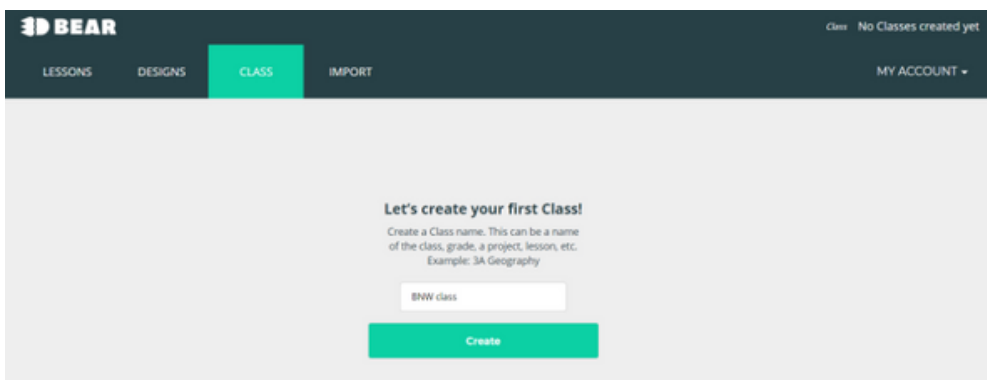 3D BEAR
Class No Classes created yet
LESSONS DESIGNS CLASS IMPORT MY ACCOUNT
Let's create your first Class!
Create a Class name. This can be a name
of the class, grade, a project, lesson, etc.
Example: 3A Geography
BNW class
Create